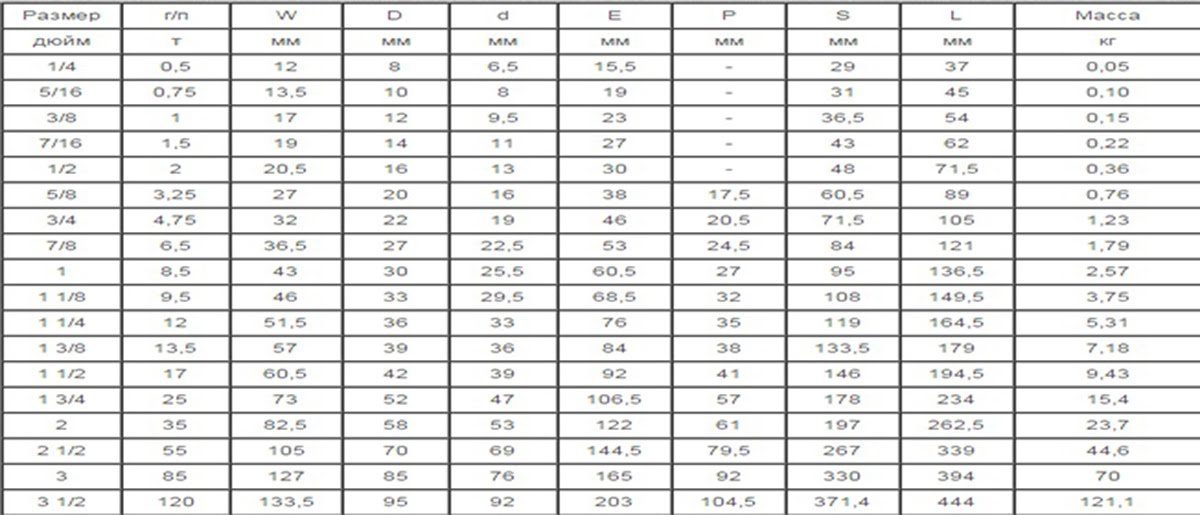 Размер г/п W D d E P S L Масса
дюйм т мм мм мм мм мм мм мм кг
1/4 0,5 12 8 6,5 15,5 - 29 37 0,05
5/16 0,75 13,5 10 8 19 - 31 45 0,10
3/8 1 17 12 9,5 23 - 36,5 54 0,15
7/16 1,5 19 14 11 27 - 43 62 0,22
1/2 2 20,5 16 13 30 - 48 71,5 0,36
5/8 3,25 27 20 16 38 17,5 60,5 89 0,76
3/4 4,75 32 22 19 46 20,5 71,5 105 1,23
7/8 6,5 36,5 27 22,5 53 24,5 84 121 1,79
1 8,5 43 30 25,5 60,5 27 95 136,5 2,57
1 1/8 9,5 46 33 29,5 68,5 32 108 149,5 3,75
1 1/4 12 51,5 36 33 76 35 119 164,5 5,31
1 3/8 13,5 57 39 36 84 38 133,5 179 7,18
1 1/2 17 60,5 42 39 92 41 146 194,5 9,43
1 3/4 25 73 52 47 106,5 57 178 234 15,4
2 35 82,5 58 53 122 61 197 262,5 23,7
2 1/2 55 105 70 69 144,5 79,5 267 339 44,6
3 85 127 85 76 165 92 330 394 70
3 1/2 120 133,5 95 92 203 104,5 371,4 444 121,1